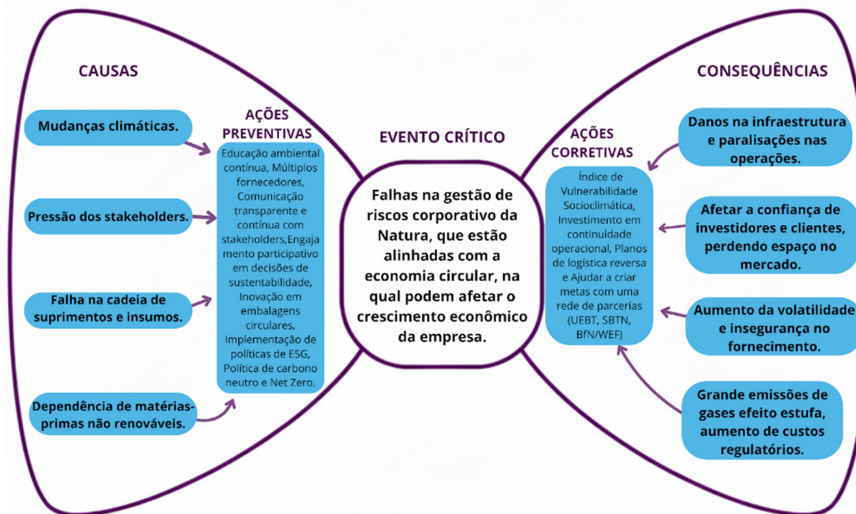 CAUSAS
Mudanças climáticas.
Pressão dos stakeholders.
Falha na cadeia de
suprimentos e insumos.
Dependência de matérias-
primas não renováveis.
AÇÕES
PREVENTIVAS
Educação ambiental
contínua, Múltiplos
fornecedores,
Comunicação
transparente e
contínua com
stakeholders,Engaja
mento participativo
em decisões de
sustentabilidade,
Inovação em
embalagens
circulares,
Implementação de
políticas de ESG,
Política de carbono
neutro e Net Zero.
EVENTO CRÍTICO
Falhas na gestão de
riscos corporativo da
Natura, que estão
alinhadas com a
economia circular, na
qual podem afetar o
crescimento econômico
da empresa.
AÇÕES
CORRETIVAS
Índice de
Vulnerabilidade
Socioclimática,
Investimento em
continuidade
operacional, Planos
de logística reversa
e Ajudar a criar
metas com uma
rede de parcerias
(UEBT, SBTN,
BfN/WEF)
CONSEQUÊNCIAS
Danos na infraestrutura
e paralisações nas
operações.
Afetar a confiança de
investidores e clientes,
perdendo espaço no
mercado.
Aumento da volatilidade
e insegurança no
fornecimento.
Grande emissões de
gases efeito estufa,
aumento de custos
regulatórios.